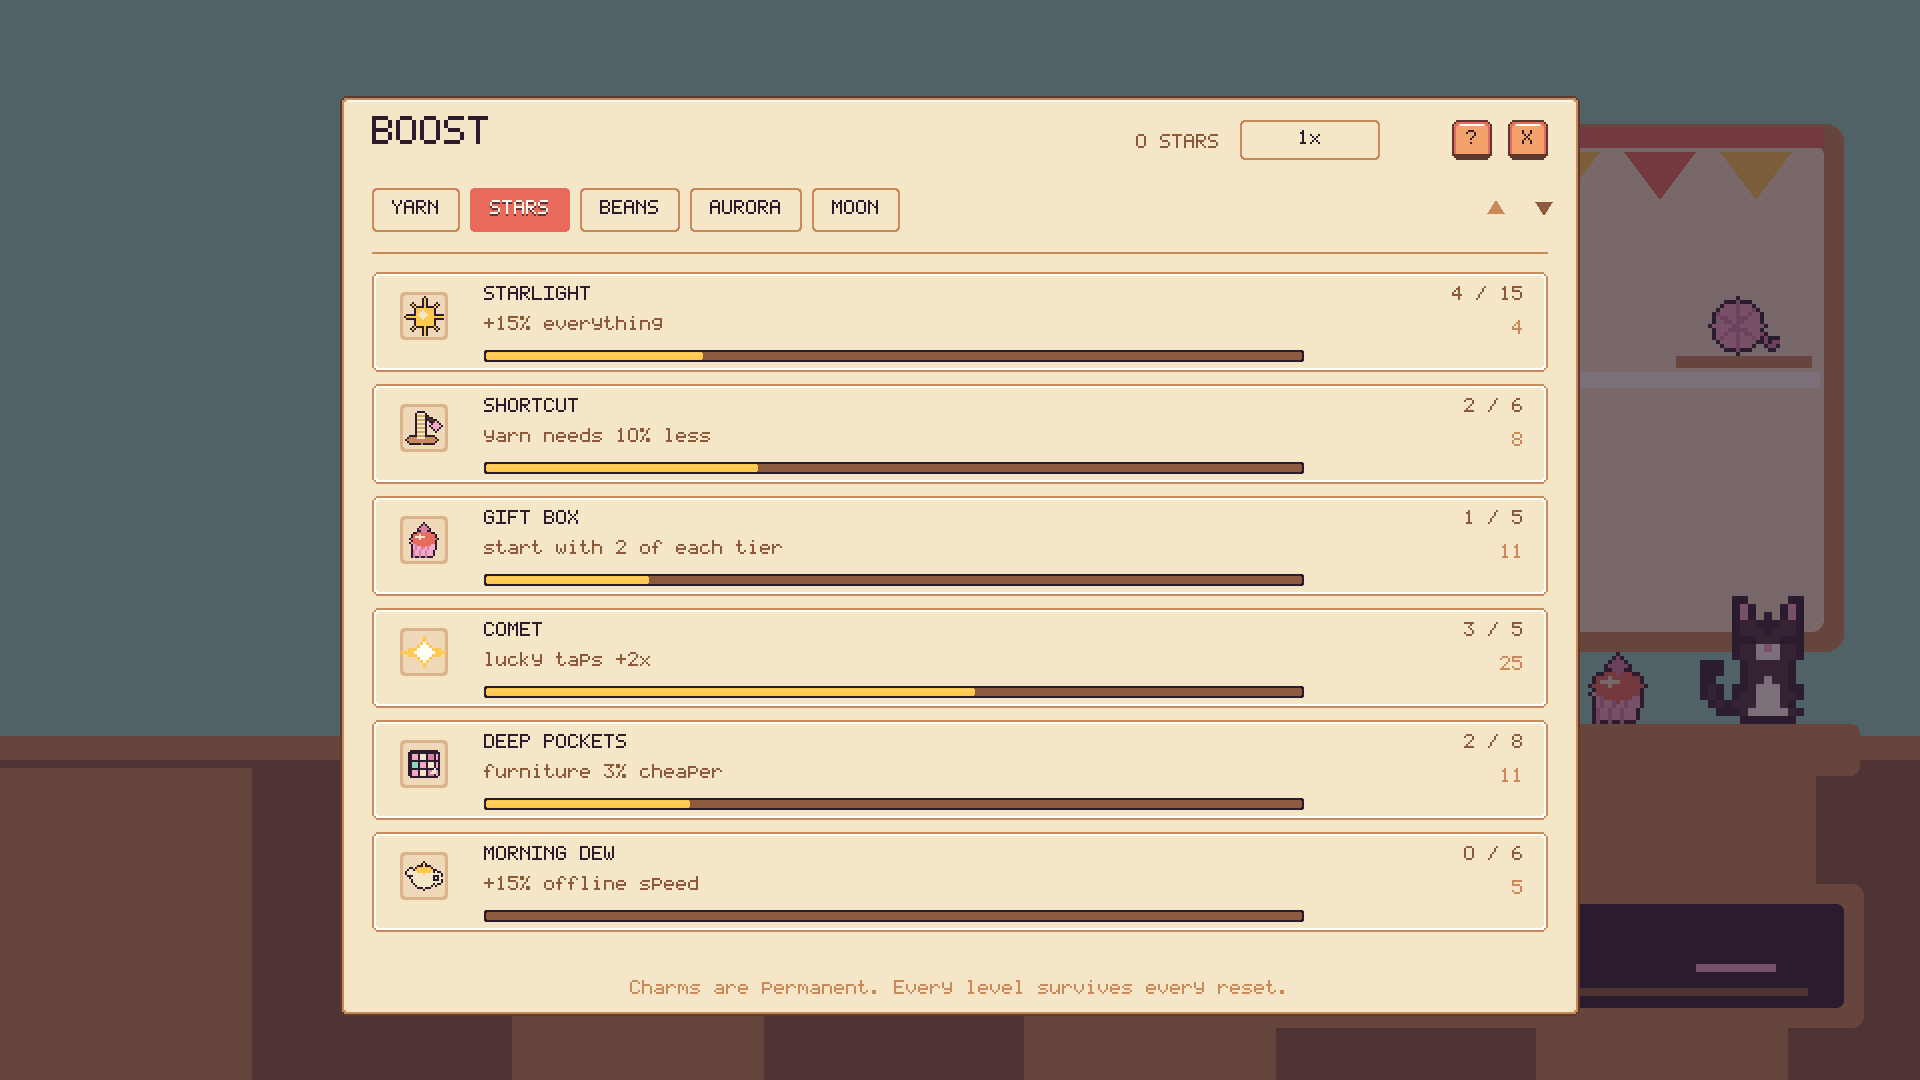 BOOST
0 STARS
1x
?
X
YARN
STARS
BEANS
AURORA
MOON
STARLIGHT
4 / 15
+15% everything
4
SHORTCUT
2 / 6
yarn needs 10% less
8
GIFT BOX
1 / 5
start with 2 of each tier
11
COMET
3 / 5
lucky taps +2x
25
DEEP POCKETS
2 / 8
furniture 3% cheaper
11
MORNING DEW
0 / 6
+15% offline speed
5
Charms are permanent. Every level survives every reset.